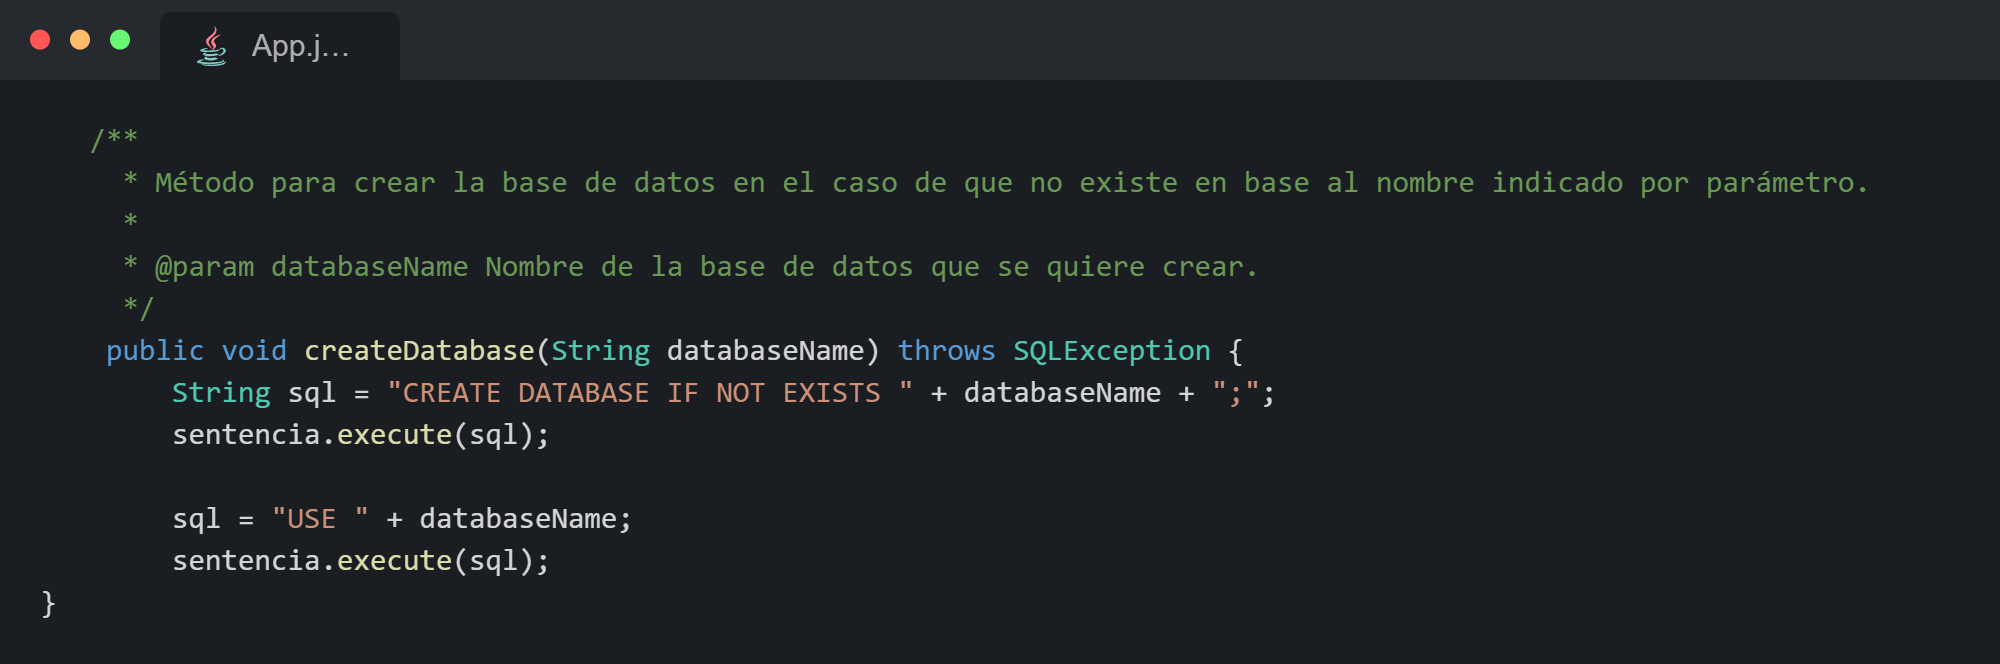 App.j...
/**
* Método para crear la base de datos en el caso de que no existe en base al nombre indicado por parámetro.
*
* @param databaseName Nombre de la base de datos que se quiere crear.
*/
public void createDatabase(String databaseName) throws SQLException {
String sql = "CREATE DATABASE IF NOT EXISTS " + databaseName + ";";
sentencia.execute(sql);
sql = "USE " + databaseName;
sentencia.execute(sql);
}